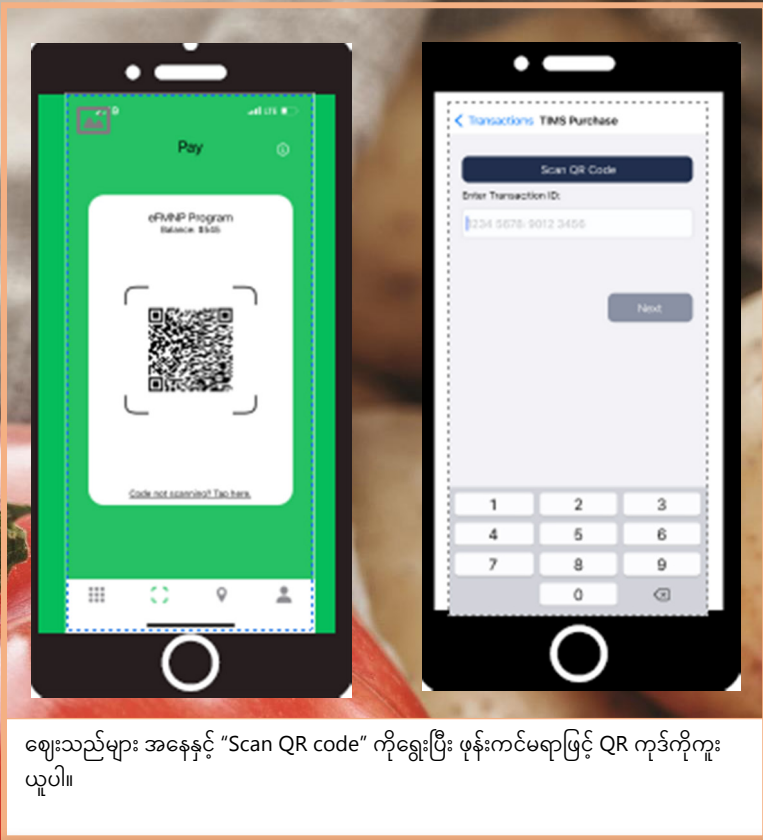 LTE
Pay
eFMNP Program
Balance: $545
Code not scanning? Tap here.
Transactions TIMS Purchase
Scan QR Code
Enter Transaction ID:
1234 5678-9012 3456
Next
1 2 3
4 5 6
7 8 9
0
ဈေးသည်များ အနေနှင့် “Scan QR code” ကိုရွေးပြီး ဖုန်းကင်မရာဖြင့် QR ကုဒ်ကိုကူး
ယူပါ။